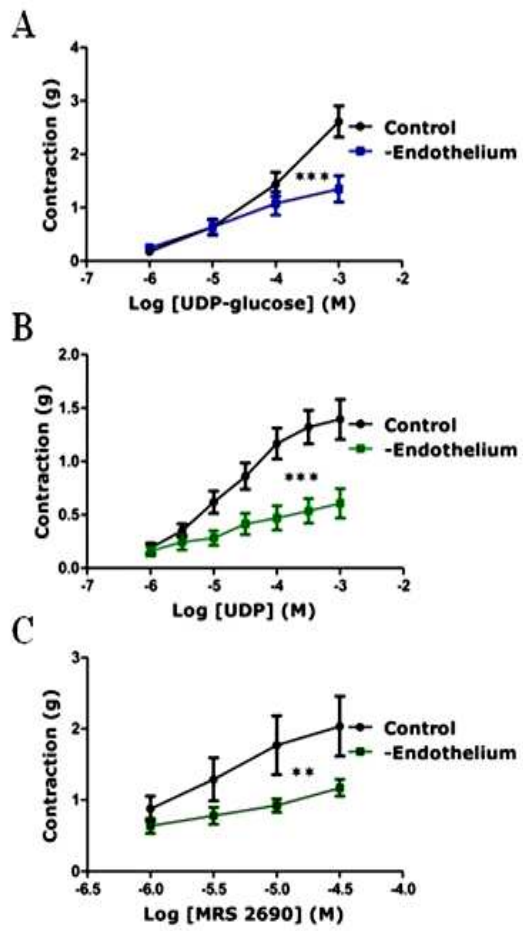 A
4
3
2
1
0
Contraction (g)
Control
-Endothelium
***
-7
-6
-5
-4
-3
-2
Log [UDP-glucose] (M)
B
2.0
1.5
1.0
0.5
0.0
Contraction (g)
Control
-Endothelium
***
-7
-6
-5
-4
-3
-2
Log [UDP] (M)
C
3
2
1
0
Contraction (g)
Control
-Endothelium
**
-6.5
-6.0
-5.5
-5.0
-4.5
-4.0
Log [MRS 2690] (M)